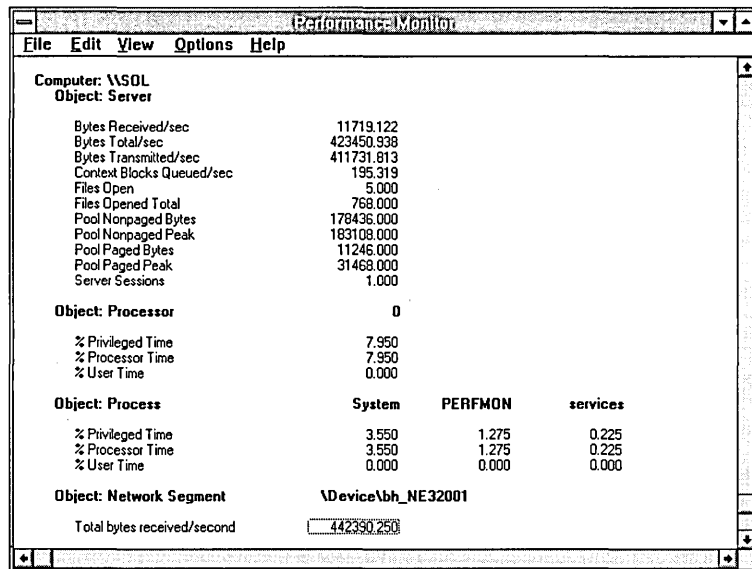 Performance Monitor
File Edit View Options Help
Computer: \\SOL
Object: Server
Bytes Received/sec 11719.122
Bytes Total/sec 423450.938
Bytes Transmitted/sec 411731.813
Context Blocks Queued/sec 195.319
Files Open 5.000
Files Opened Total 768.000
Pool Nonpaged Bytes 178436.000
Pool Nonpaged Peak 183108.000
Pool Paged Bytes 11246.000
Pool Paged Peak 31468.000
Server Sessions 1.000
Object: Processor 0
% Privileged Time 7.950
% Processor Time 7.950
% User Time 0.000
Object: Process System PERFMON services
% Privileged Time 3.550 1.275 0.225
% Processor Time 3.550 1.275 0.225
% User Time 0.000 0.000 0.000
Object: Network Segment \Device\bh_NE32001
Total bytes received/second 442390.250